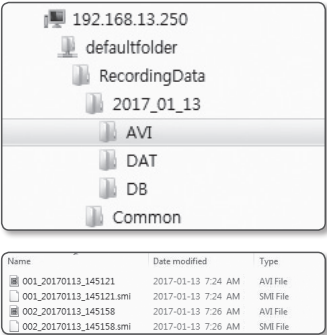 192.168.13.250
defaultfolder
RecordingData
2017_01_13
AVI
DAT
DB
Common
Name Date modified Type
001_20170113_145121 2017-01-13 7:24 AM AVI File
001_20170113_145121.smi 2017-01-13 7:24 AM SMI File
002_20170113_145158 2017-01-13 7:26 AM AVI File
002_20170113_145158.smi 2017-01-13 7:26 AM SMI File